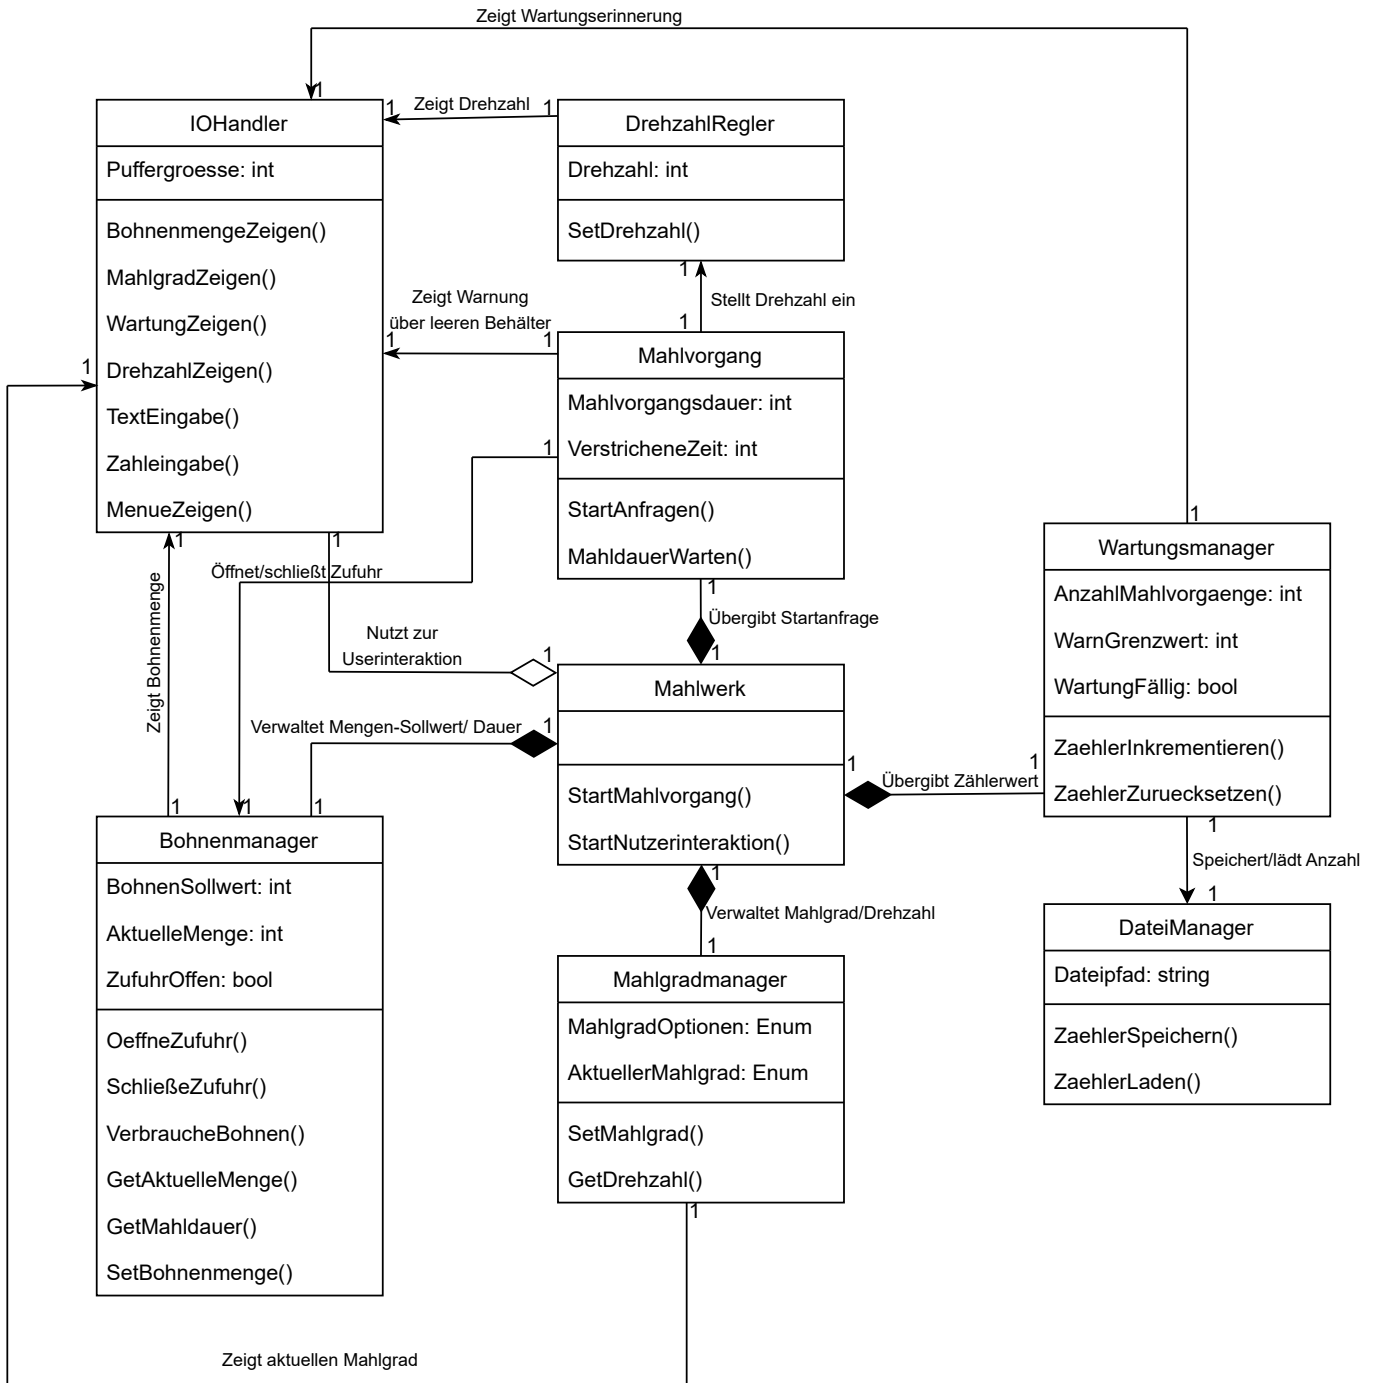 Zeigt Wartungserinnerung
1
IOHandler
Puffergroesse: int
BohnenmengeZeigen()
MahlgradZeigen()
WartungZeigen()
DrehzahlZeigen()
TextEingabe()
Zahleingabe()
MenueZeigen()
1
Zeigt Drehzahl
1
DrehzahlRegler
Drehzahl: int
SetDrehzahl()
1
Stellt Drehzahl ein
1
Zeigt Warnung
über leeren Behälter
1
1
Mahlvorgang
Mahlvorgangsdauer: int
VerstricheneZeit: int
StartAnfragen()
MahldauerWarten()
1
1
1
1
Öffnet/schließt Zufuhr
Zeigt Bohnenmenge
1
Übergibt Startanfrage
1
Nutzt zur
Userinteraktion
1
Mahlwerk
StartMahlvorgang()
StartNutzerinteraktion()
Verwaltet Mengen-Sollwert/ Dauer
1
1
Wartungsmanager
AnzahlMahlvorgaenge: int
WarnGrenzwert: int
WartungFällig: bool
ZaehlerInkrementieren()
ZaehlerZuruecksetzen()
1
1
Übergibt Zählerwert
1
1
1
Bohnenmanager
BohnenSollwert: int
AktuelleMenge: int
ZufuhrOffen: bool
OeffneZufuhr()
SchließeZufuhr()
VerbraucheBohnen()
GetAktuelleMenge()
GetMahldauer()
SetBohnenmenge()
1
Verwaltet Mahlgrad/Drehzahl
1
Mahlgradmanager
MahlgradOptionen: Enum
AktuellerMahlgrad: Enum
SetMahlgrad()
GetDrehzahl()
1
1
Speichert/lädt Anzahl
1
DateiManager
Dateipfad: string
ZaehlerSpeichern()
ZaehlerLaden()
Zeigt aktuellen Mahlgrad